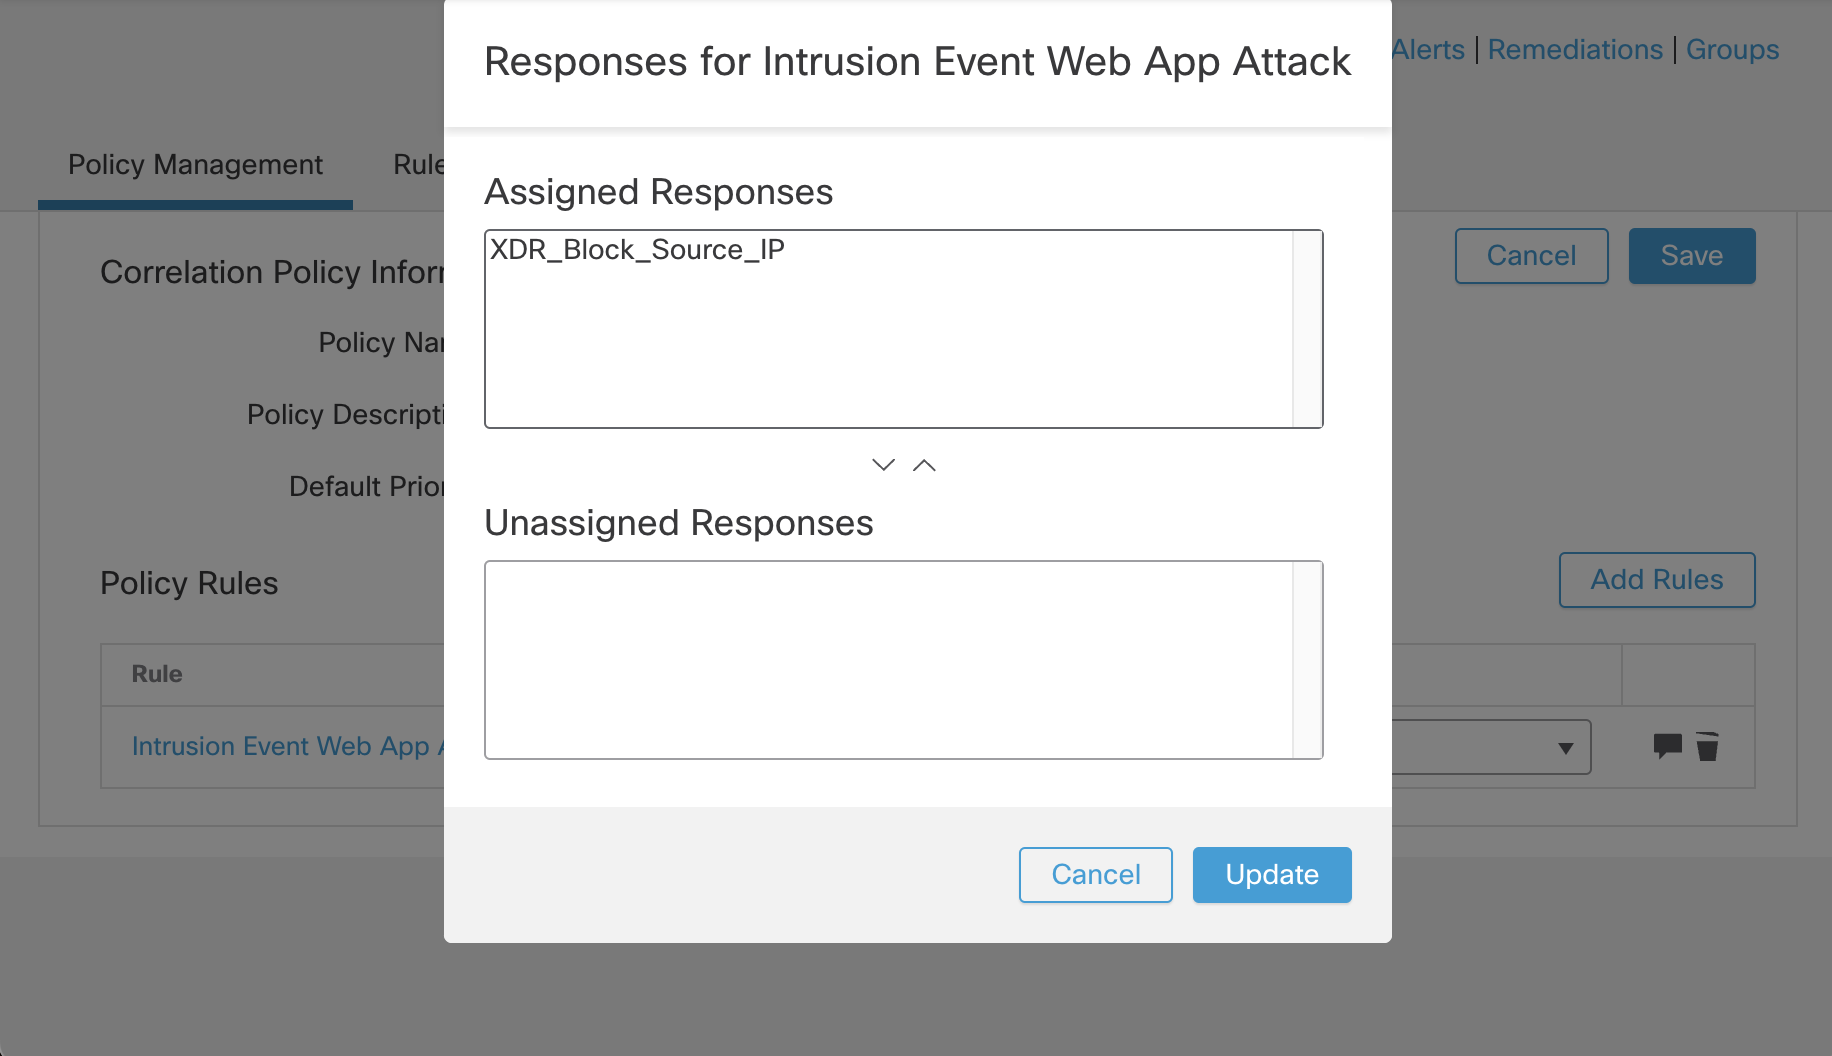 Responses for Intrusion Event Web App Attack
Alerts | Remediations | Groups
Policy Management
Rule
Assigned Responses
XDR_Block_Source_IP
Correlation Policy Infor
Cancel
Save
Policy Na
Policy Descripti
Default Prior
Unassigned Responses
Policy Rules
Add Rules
Rule
Intrusion Event Web App A
Cancel
Update